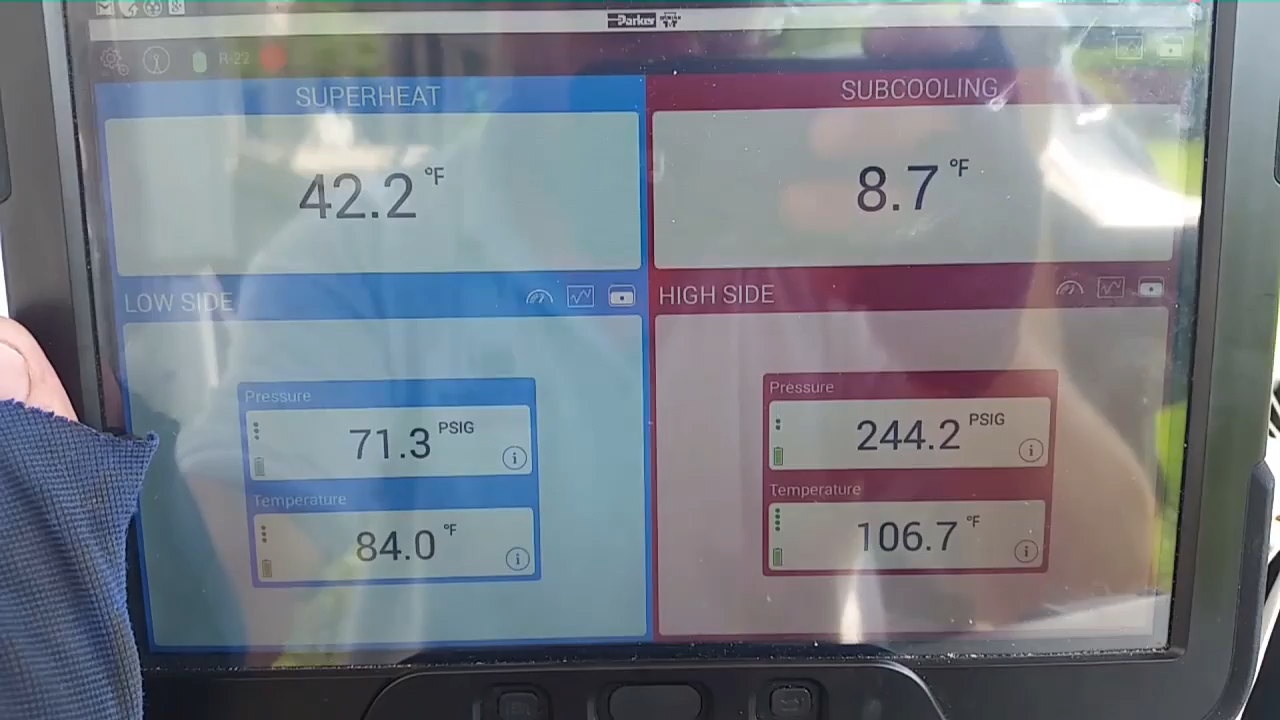 Parker SPORLAN
R-22
SUPERHEAT
SUBCOOLING
42.2 °F
8.7 °F
LOW SIDE
HIGH SIDE
Pressure
71.3 PSIG
Temperature
84.0 °F
Pressure
244.2 PSIG
Temperature
106.7 °F